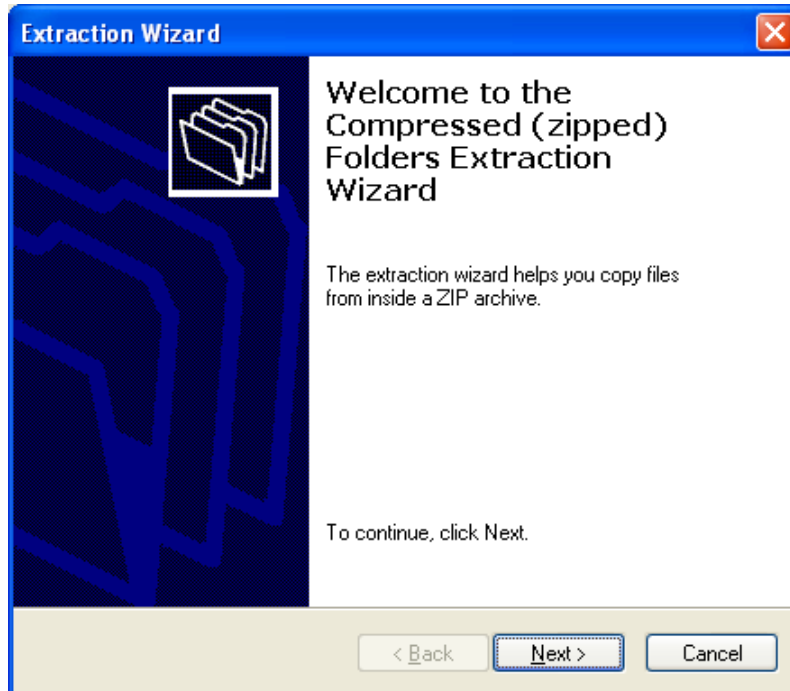 Extraction Wizard
Welcome to the
Compressed (zipped)
Folders Extraction
Wizard
The extraction wizard helps you copy files
from inside a ZIP archive.
To continue, click Next.
< Back
Next >
Cancel